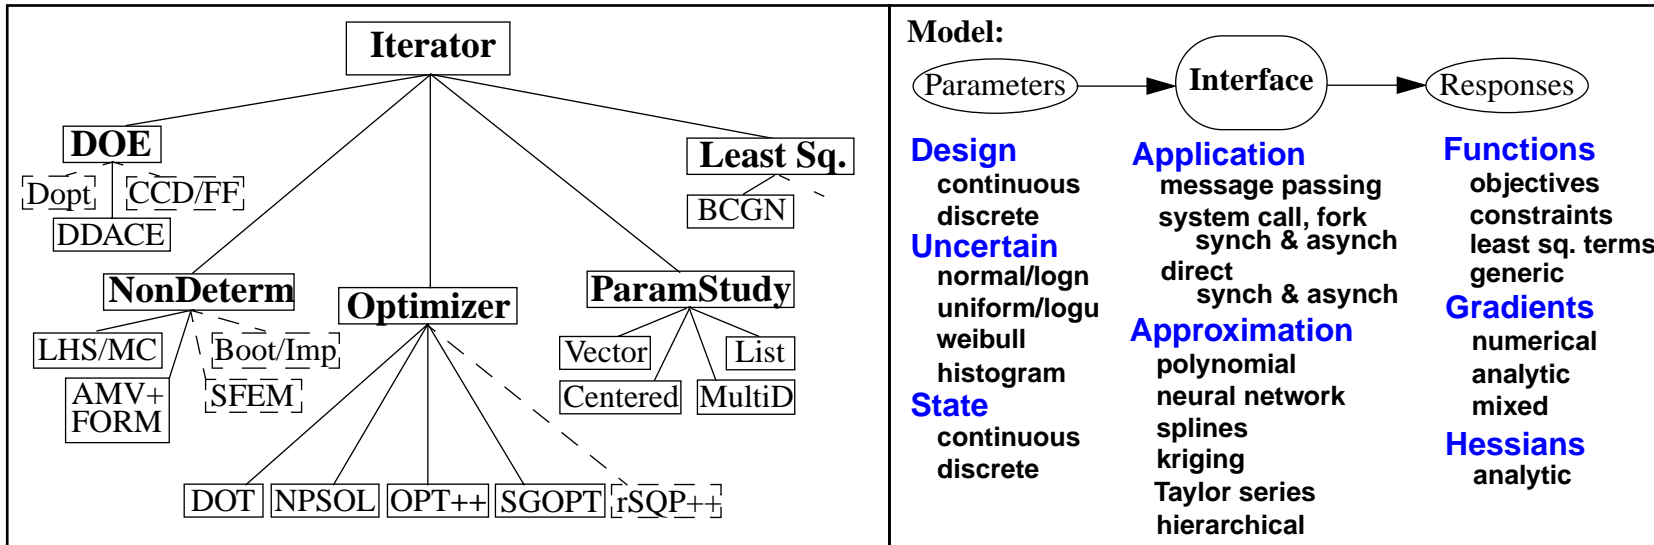 Iterator
DOE
Least Sq.
Dopt
CCD/FF
DDACE
BCGN
NonDeterm
Optimizer
ParamStudy
LHS/MC
Boot/Imp
AMV+
FORM
SFEM
Vector
List
Centered
MultiD
DOT
NPSOL
OPT++
SGOPT
rSQP++
Model:
Parameters
Interface
Responses
Design
continuous
discrete
Uncertain
normal/logn
uniform/logu
weibull
histogram
State
continuous
discrete
Application
message passing
system call, fork
synch & asynch
direct
synch & asynch
Approximation
polynomial
neural network
splines
kriging
Taylor series
hierarchical
Functions
objectives
constraints
least sq. terms
generic
Gradients
numerical
analytic
mixed
Hessians
analytic